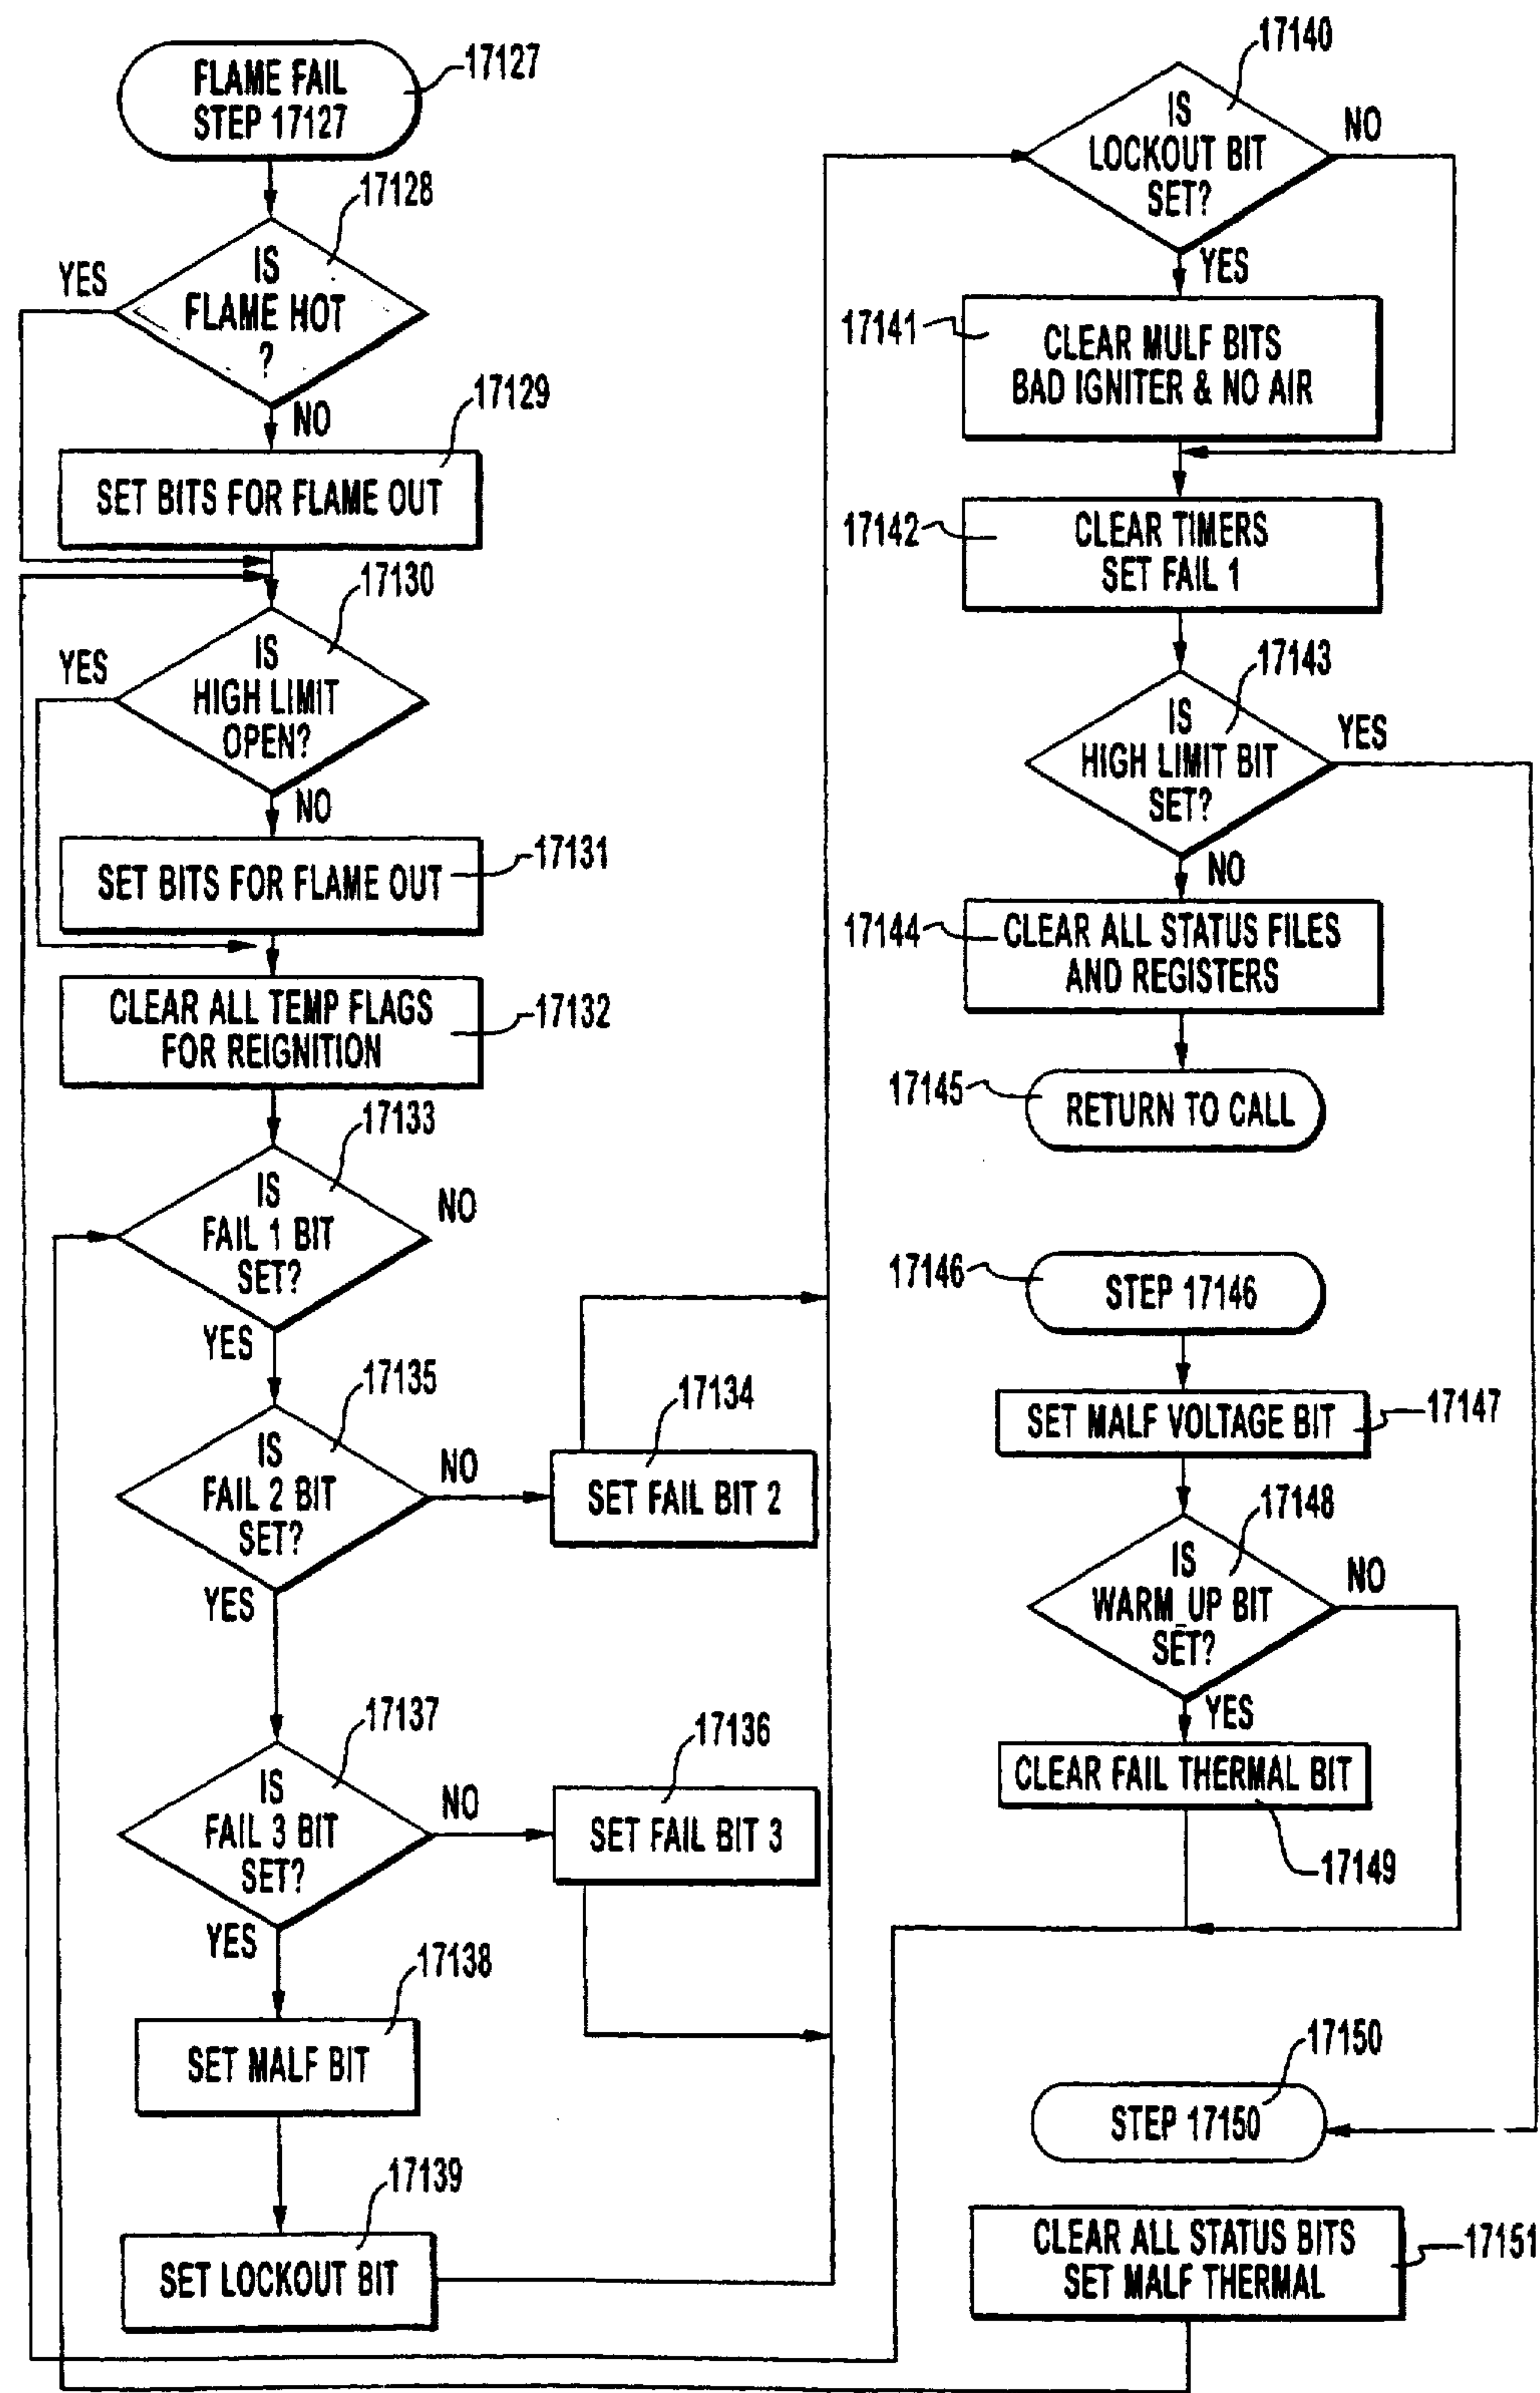 FLAME FAIL
STEP 17127
17127
17128
IS
FLAME HOT
?
YES
NO
17129
SET BITS FOR FLAME OUT
17130
IS
HIGH LIMIT
OPEN?
YES
NO
17131
SET BITS FOR FLAME OUT
CLEAR ALL TEMP FLAGS
FOR REIGNITION
17132
17133
IS
FAIL 1 BIT
SET?
NO
YES
17135
IS
FAIL 2 BIT
SET?
NO
YES
17134
SET FAIL BIT 2
17137
IS
FAIL 3 BIT
SET?
NO
YES
17136
SET FAIL BIT 3
17138
SET MALF BIT
17139
SET LOCKOUT BIT
17140
IS
LOCKOUT BIT
SET?
NO
YES
17141
CLEAR MULF BITS
BAD IGNITER & NO AIR
17142
CLEAR TIMERS
SET FAIL 1
17143
IS
HIGH LIMIT BIT
SET?
YES
NO
17144
CLEAR ALL STATUS FILES
AND REGISTERS
17145
RETURN TO CALL
17146
STEP 17146
SET MALF VOLTAGE BIT
17147
17148
IS
WARM_UP BIT
SET?
NO
YES
CLEAR FAIL THERMAL BIT
17149
17150
STEP 17150
CLEAR ALL STATUS BITS
SET MALF THERMAL
17151